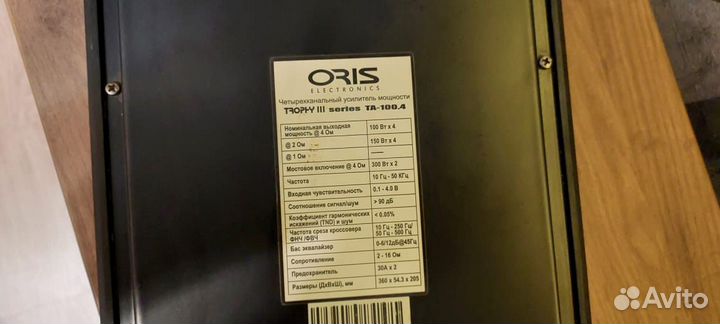 ORIS
ELECTRONICS
Четырехканальный усилитель мощности
TROPHY III series TA-100.4
Номинальная выходная мощность @ 4 Ом 100 Вт х 4
@ 2 Ом 150 Вт х 4
@ 1 Ом ——
Мостовое включение @ 4 Ом 300 Вт х 2
Частота 10 Гц - 50 КГц
Входная чувствительность 0.1 - 4.0 В
Соотношение сигнал/шум > 90 дБ
Коэффициент гармонических искажений (TND) и шум < 0.05%
Частота среза кроссовера ФНЧ /ФВЧ 10 Гц - 250 Гц/ 50 Гц - 500 Гц
Бас эквалайзер 0-6/12дБ@45Гц
Сопротивление 2 - 16 Ом
Предохранитель 30А х 2
Размеры (ДхВхШ), мм 360 х 54.3 х 205
Avito